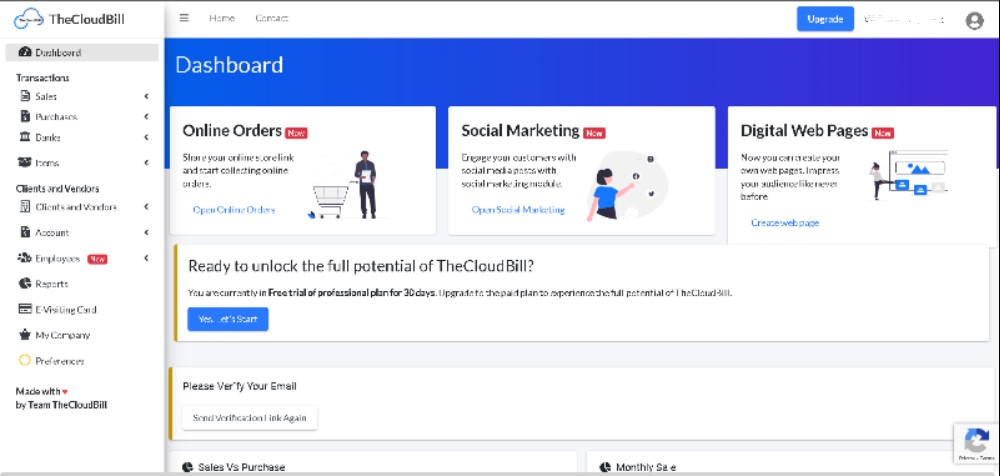 TheCloudBill
Home Contact
Upgrade
Dashboard
Transactions
Sales
Purchases
Banks
Items
Clients and Vendors
Clients and Vendors
Account
Employees New
Reports
E-Visiting Card
My Company
Preferences
Made with ♥
by Team TheCloudBill
Dashboard
Online Orders New
Share your online store link
and start collecting online
orders.
Open Online Orders
Social Marketing New
Engage your customers with
social media posts with
social marketing module.
Open Social Marketing
Digital Web Pages New
Now you can create your
own web pages. Impress
your audience like never
before
Create web page
Ready to unlock the full potential of TheCloudBill?
You are currently in Free trial of professional plan for 30 days. Upgrade to the paid plan to experience the full potential of TheCloudBill.
Yes, Let's Start
Please Verify Your Email
Send Verification Link Again
Sales Vs Purchase
Monthly Sale
Privacy - Terms